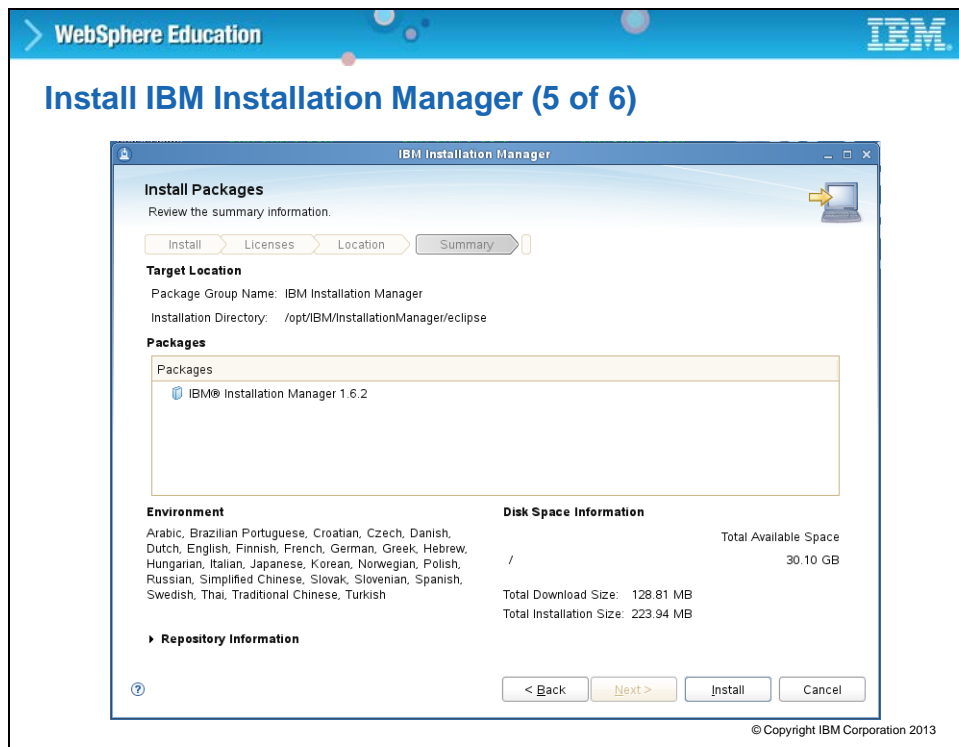 WebSphere Education
IBM
Install IBM Installation Manager (5 of 6)
IBM Installation Manager
Install Packages
Review the summary information.
Install
Licenses
Location
Summary
Target Location
Package Group Name: IBM Installation Manager
Installation Directory: /opt/IBM/InstallationManager/eclipse
Packages
Packages
IBM® Installation Manager 1.6.2
Environment
Arabic, Brazilian Portuguese, Croatian, Czech, Danish,
Dutch, English, Finnish, French, German, Greek, Hebrew,
Hungarian, Italian, Japanese, Korean, Norwegian, Polish,
Russian, Simplified Chinese, Slovak, Slovenian, Spanish,
Swedish, Thai, Traditional Chinese, Turkish
Disk Space Information
Total Available Space
/ 30.10 GB
Total Download Size: 128.81 MB
Total Installation Size: 223.94 MB
Repository Information
?
< Back
Next >
Install
Cancel
© Copyright IBM Corporation 2013